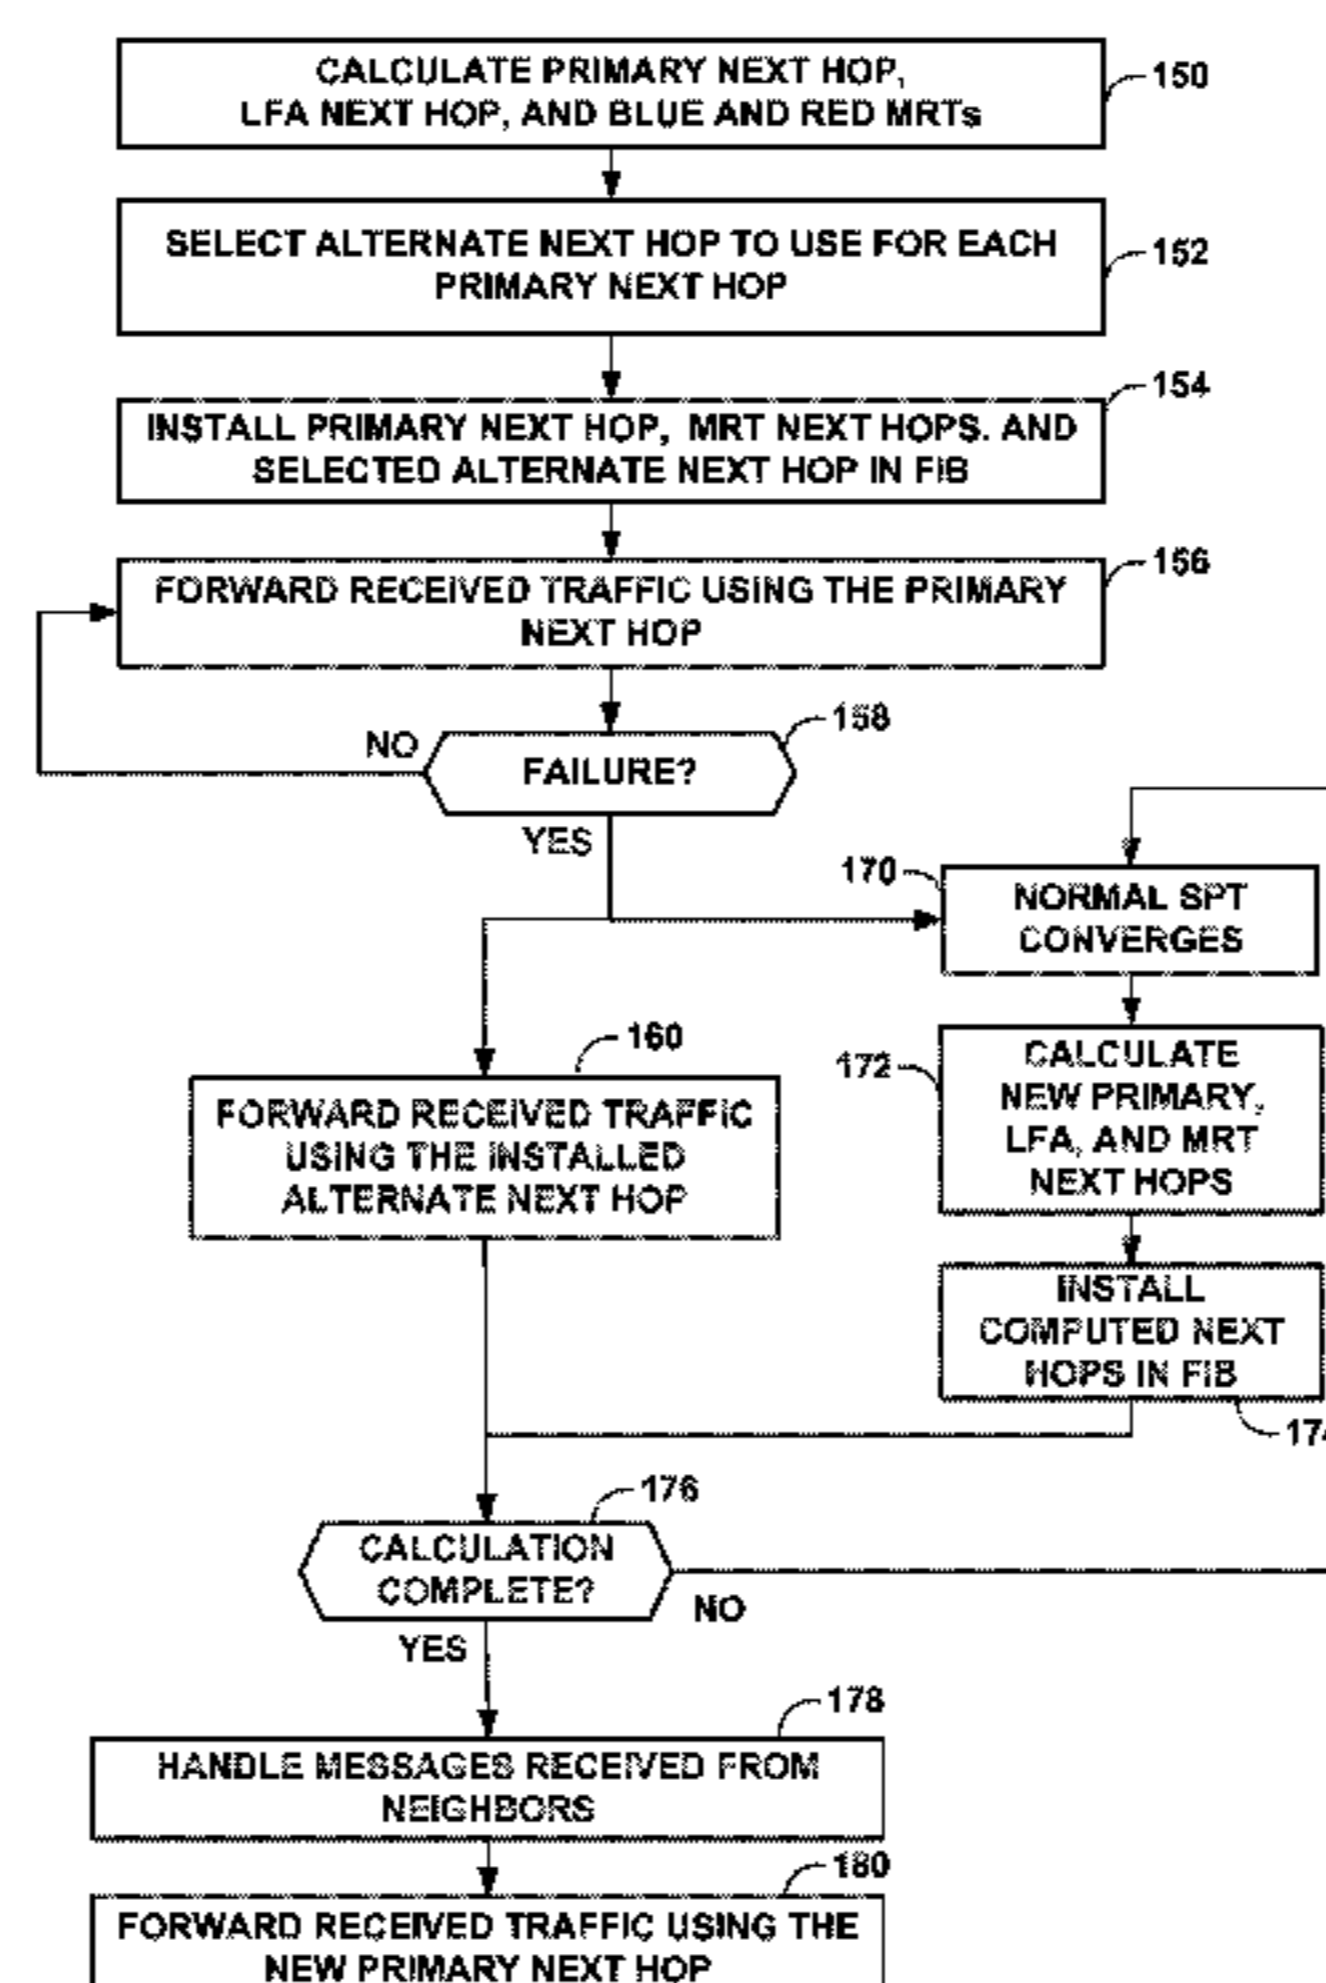 CALCULATE PRIMARY NEXT HOP,
LFA NEXT HOP, AND BLUE AND RED MRTs
150
SELECT ALTERNATE NEXT HOP TO USE FOR EACH
PRIMARY NEXT HOP
152
INSTALL PRIMARY NEXT HOP, MRT NEXT HOPS. AND
SELECTED ALTERNATE NEXT HOP IN FIB
154
FORWARD RECEIVED TRAFFIC USING THE PRIMARY
NEXT HOP
156
NO
FAILURE?
158
YES
170
NORMAL SPT
CONVERGES
160
FORWARD RECEIVED TRAFFIC
USING THE INSTALLED
ALTERNATE NEXT HOP
172
CALCULATE
NEW PRIMARY,
LFA, AND MRT
NEXT HOPS
INSTALL
COMPUTED NEXT
HOPS IN FIB
174
176
CALCULATION
COMPLETE?
NO
YES
178
HANDLE MESSAGES RECEIVED FROM
NEIGHBORS
180
FORWARD RECEIVED TRAFFIC USING THE
NEW PRIMARY NEXT HOP